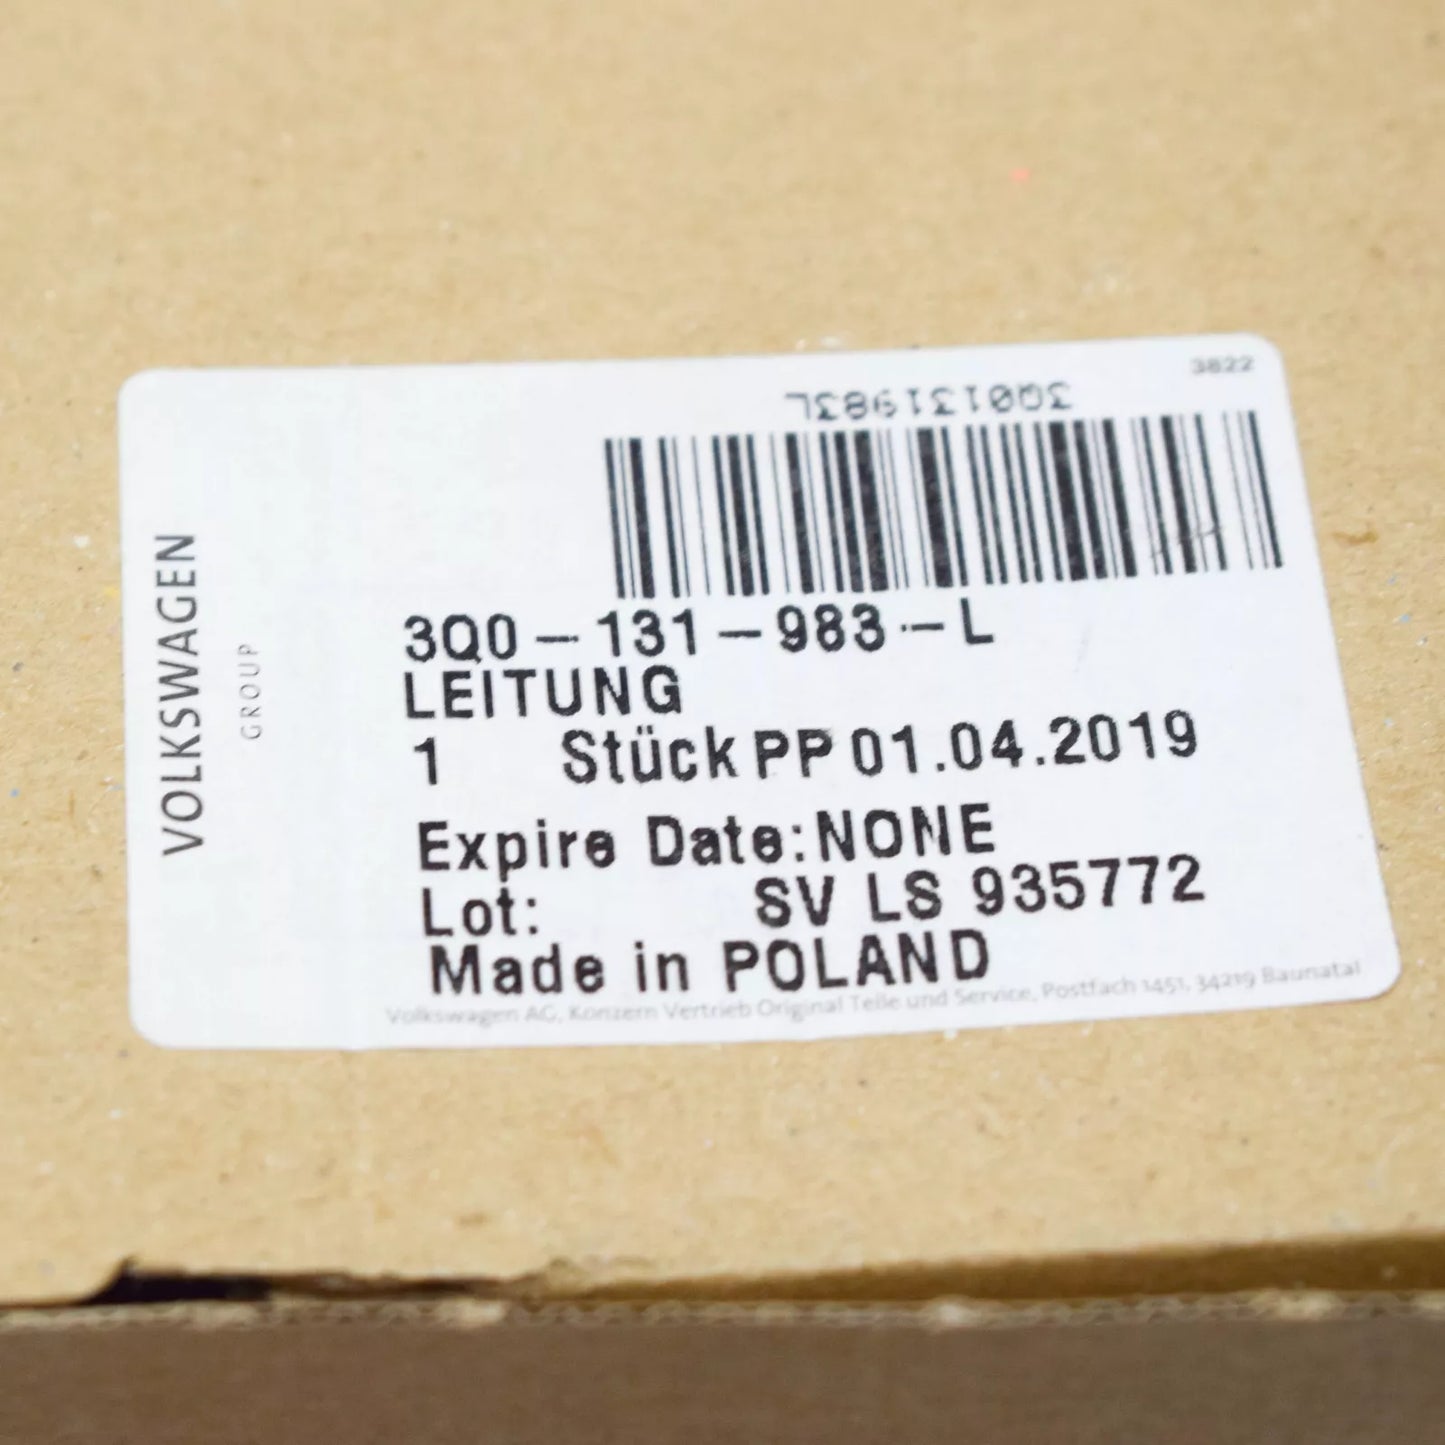 3822
3Q0131983L
VOLKSWAGEN
GROUP
3Q0-131-983-L
LEITUNG
1 Stück PP 01.04.2019
Expire Date:NONE
Lot: SV LS 935772
Made in POLAND
Volkswagen AG, Konzern Vertrieb Original Teile und Service, Postfach 1451, 34219 Baunatal